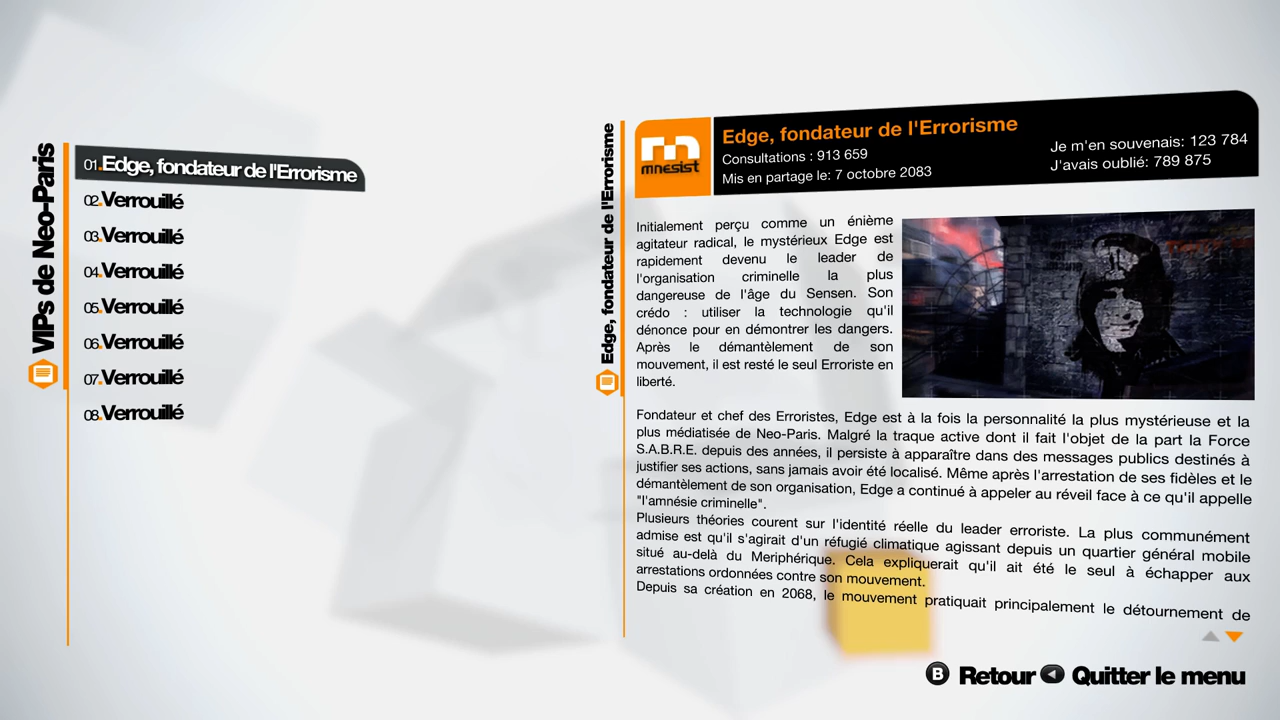 VIPs de Neo-Paris
01.Edge, fondateur de l'Errorisme
02.Verrouillé
03.Verrouillé
04.Verrouillé
05.Verrouillé
06.Verrouillé
07.Verrouillé
08.Verrouillé
Edge, fondateur de l'Errorisme
mnesist
Edge, fondateur de l'Errorisme
Consultations : 913 659
Mis en partage le: 7 octobre 2083
Je m'en souvenais: 123 784
J'avais oublié: 789 875
Initialement perçu comme un énième
agitateur radical, le mystérieux Edge est
rapidement devenu le leader de
l'organisation criminelle la plus
dangereuse de l'âge du Sensen. Son
crédo : utiliser la technologie qu'il
dénonce pour en démontrer les dangers.
Après le démantèlement de son
mouvement, il est resté le seul Erroriste en
liberté.
Fondateur et chef des Erroristes, Edge est à la fois la personnalité la plus mystérieuse et la
plus médiatisée de Neo-Paris. Malgré la traque active dont il fait l'objet de la part la Force
S.A.B.R.E. depuis des années, il persiste à apparaître dans des messages publics destinés à
justifier ses actions, sans jamais avoir été localisé. Même après l'arrestation de ses fidèles et le
démantèlement de son organisation, Edge a continué à appeler au réveil face à ce qu'il appelle
"l'amnésie criminelle".
Plusieurs théories courent sur l'identité réelle du leader erroriste. La plus communément
admise est qu'il s'agirait d'un réfugié climatique agissant depuis un quartier général mobile
situé au-delà du Meriphérique. Cela expliquerait qu'il ait été le seul à échapper aux
arrestations ordonnées contre son mouvement.
Depuis sa création en 2068, le mouvement pratiquait principalement le détournement de
B Retour Quitter le menu